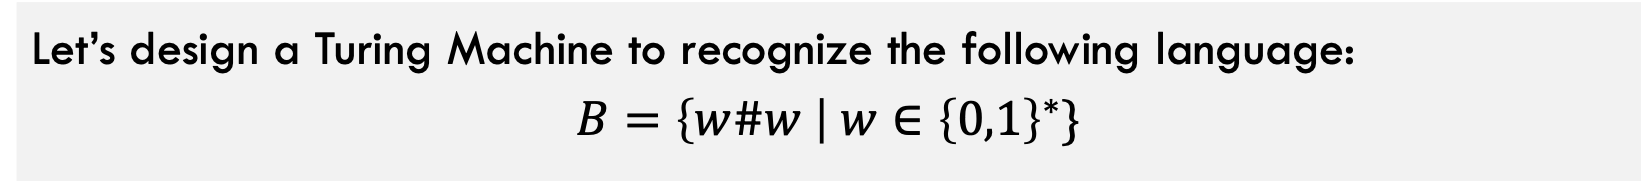 Let's design a Turing Machine to recognize the following language:
B = {w#w | w ∈ {0,1}*}